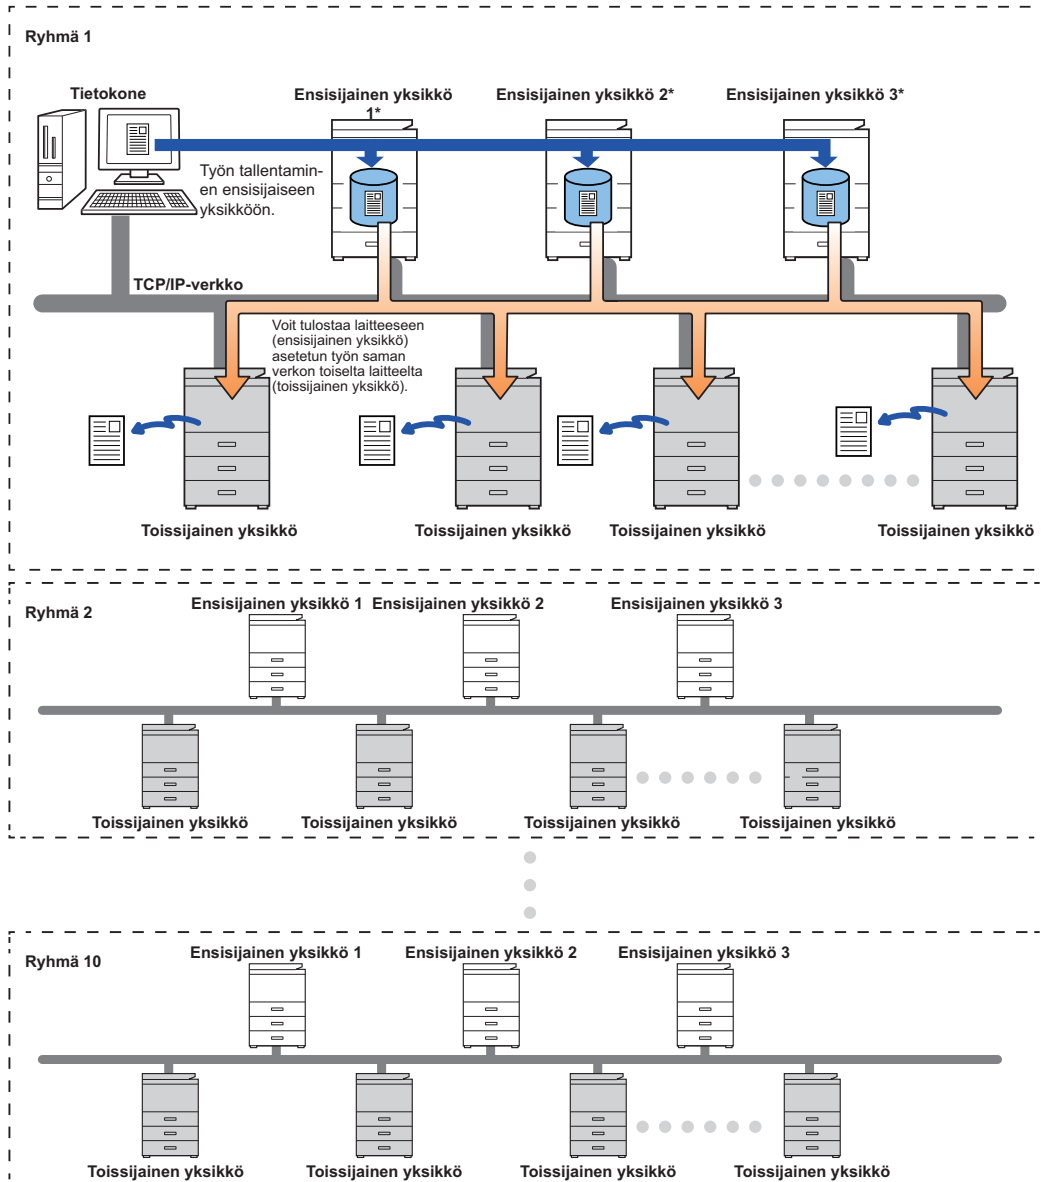 Ryhmä 1
Tietokone
Ensisijainen yksikkö
1*
Ensisijainen yksikkö 2*
Ensisijainen yksikkö 3*
Työn tallentamin-
en ensisijaiseen
yksikköön.
TCP/IP-verkko
Voit tulostaa laitteeseen
(ensisijainen yksikkö)
asetetun työn saman
verkon toiselta laitteelta
(toissijainen yksikkö).
Toissijainen yksikkö
Toissijainen yksikkö
Toissijainen yksikkö
Toissijainen yksikkö
Ryhmä 2
Ensisijainen yksikkö 1
Ensisijainen yksikkö 2
Ensisijainen yksikkö 3
Toissijainen yksikkö
Toissijainen yksikkö
Toissijainen yksikkö
Toissijainen yksikkö
Ryhmä 10
Ensisijainen yksikkö 1
Ensisijainen yksikkö 2
Ensisijainen yksikkö 3
Toissijainen yksikkö
Toissijainen yksikkö
Toissijainen yksikkö
Toissijainen yksikkö